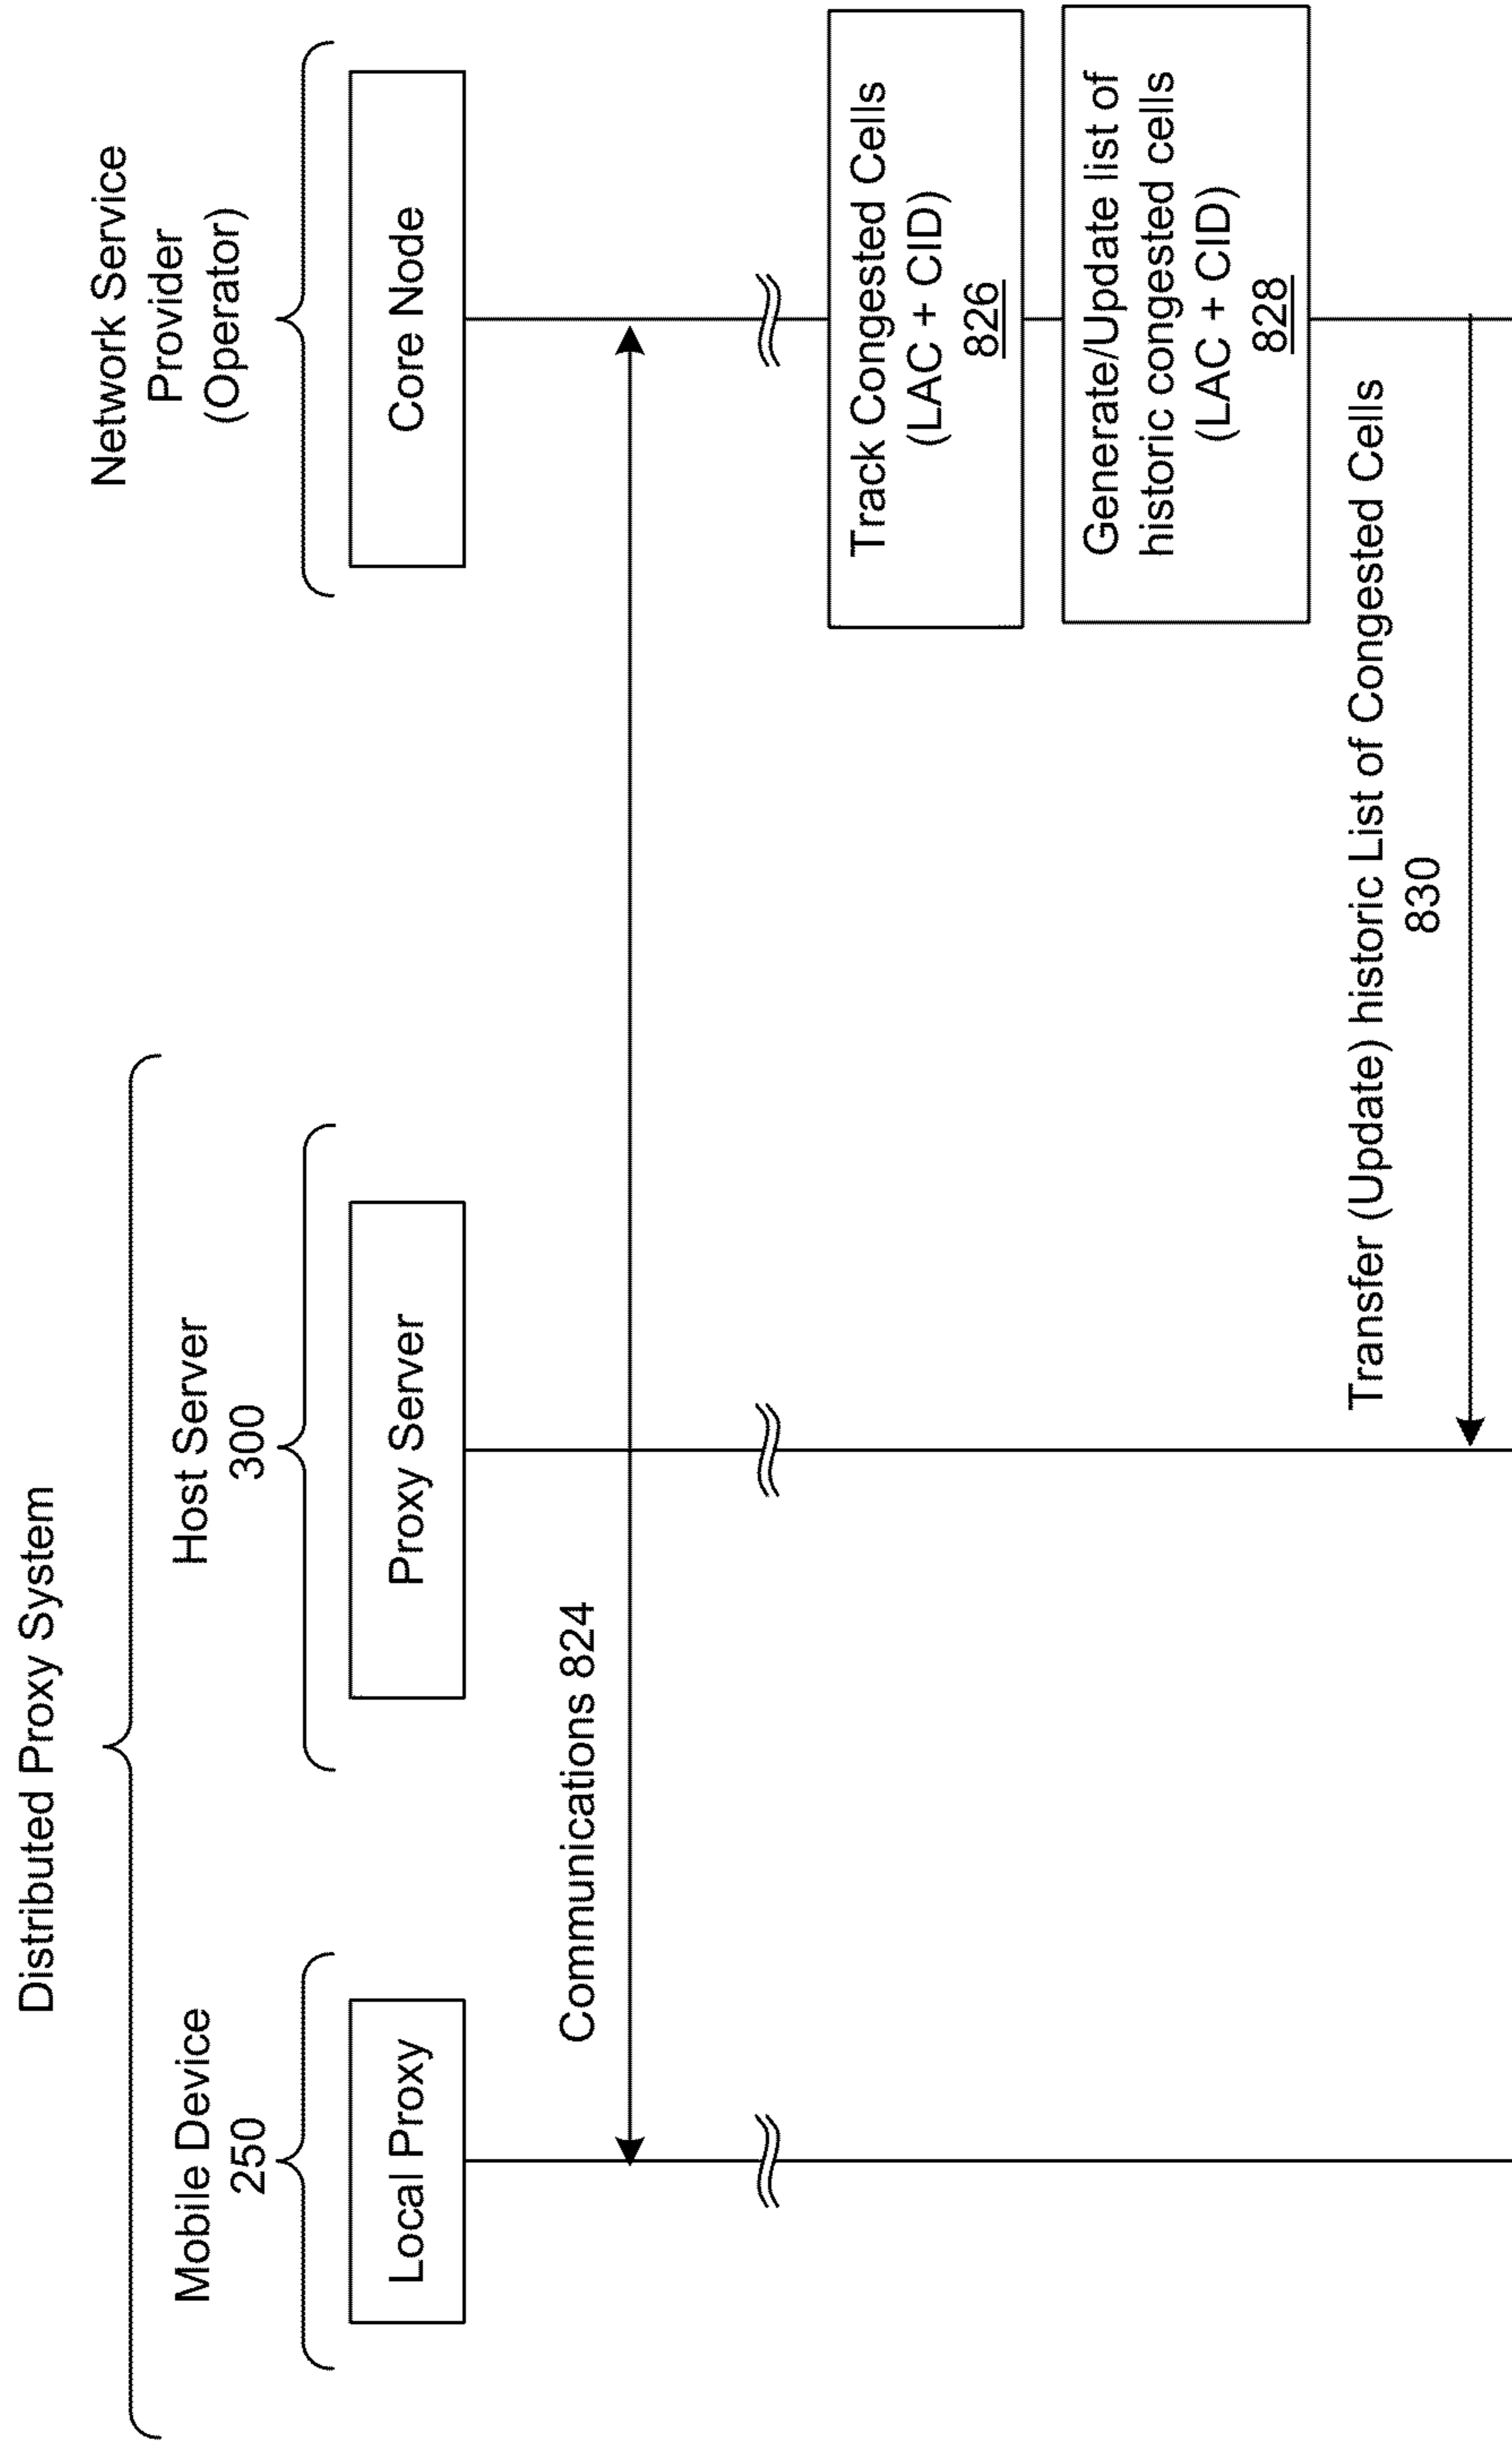 Distributed Proxy System
Mobile Device
250
Host Server
300
Network Service
Provider
(Operator)
Local Proxy
Proxy Server
Core Node
Communications 824
Track Congested Cells
(LAC + CID)
826
Generate/Update list of
historic congested cells
(LAC + CID)
828
Transfer (Update) historic List of Congested Cells
830